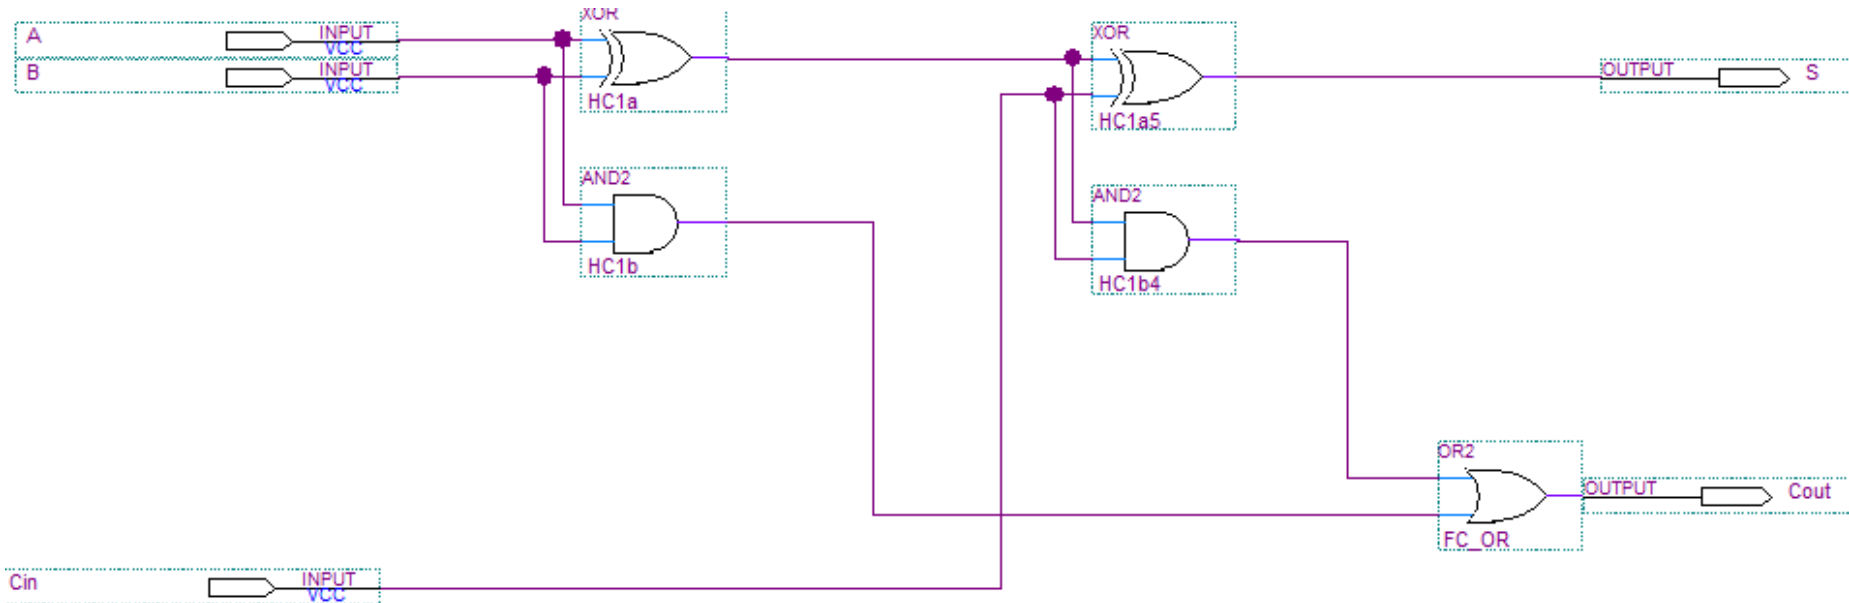 XOR
A
INPUT
VCC
B
INPUT
VCC
HC1a
XOR
HC1a5
OUTPUT
S
AND2
HC1b
AND2
HC1b4
OR2
FC_OR
OUTPUT
Cout
Cin
INPUT
VCC